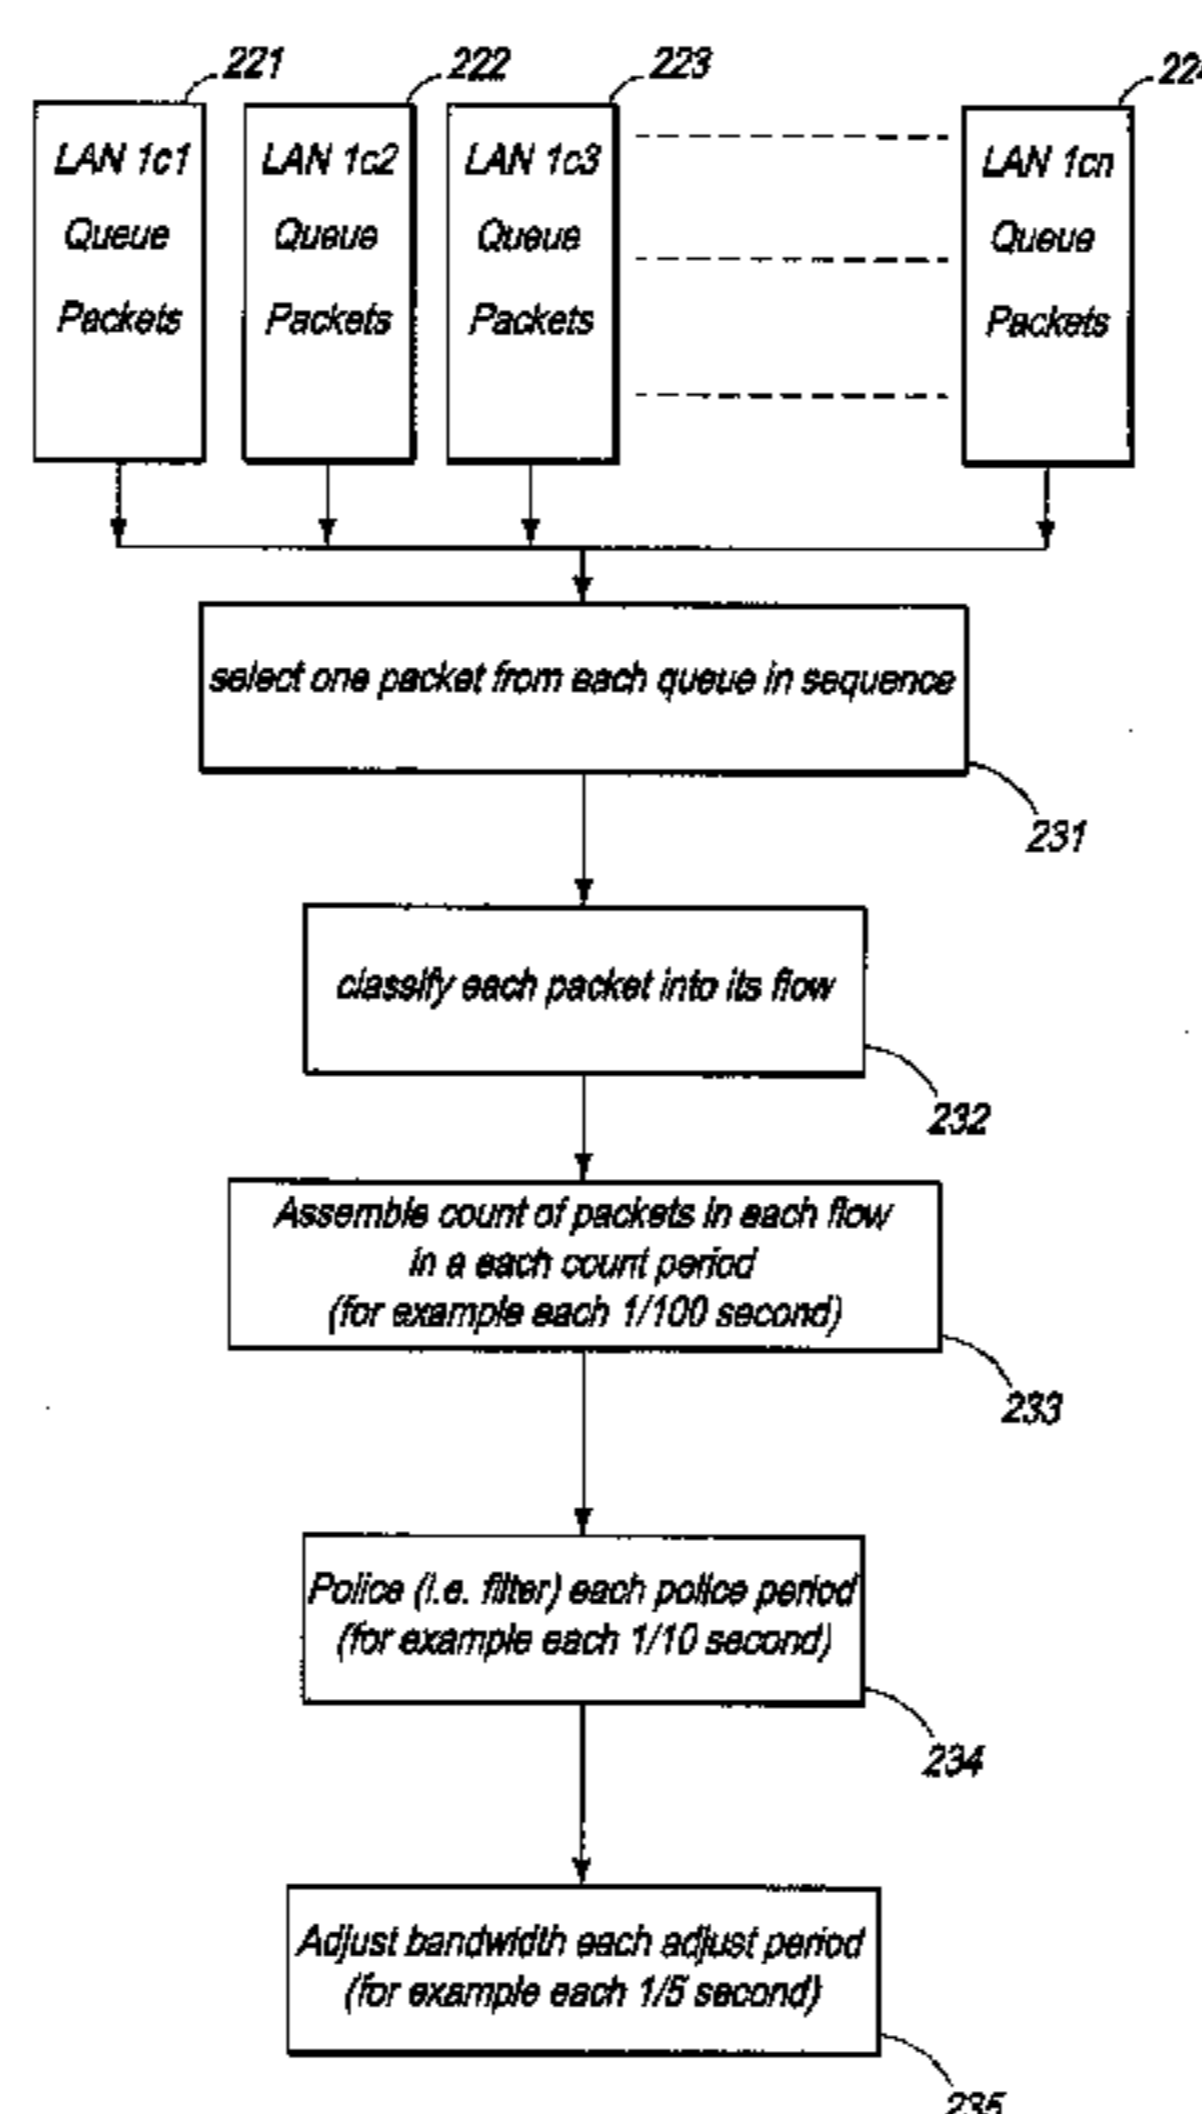 221
222
223
224
LAN 1c1
Queue
Packets
LAN 1c2
Queue
Packets
LAN 1c3
Queue
Packets
LAN 1cn
Queue
Packets
select one packet from each queue in sequence
231
classify each packet into its flow
232
Assemble count of packets in each flow
in a each count period
(for example each 1/100 second)
233
Police (i.e. filter) each police period
(for example each 1/10 second)
234
Adjust bandwidth each adjust period
(for example each 1/5 second)
235